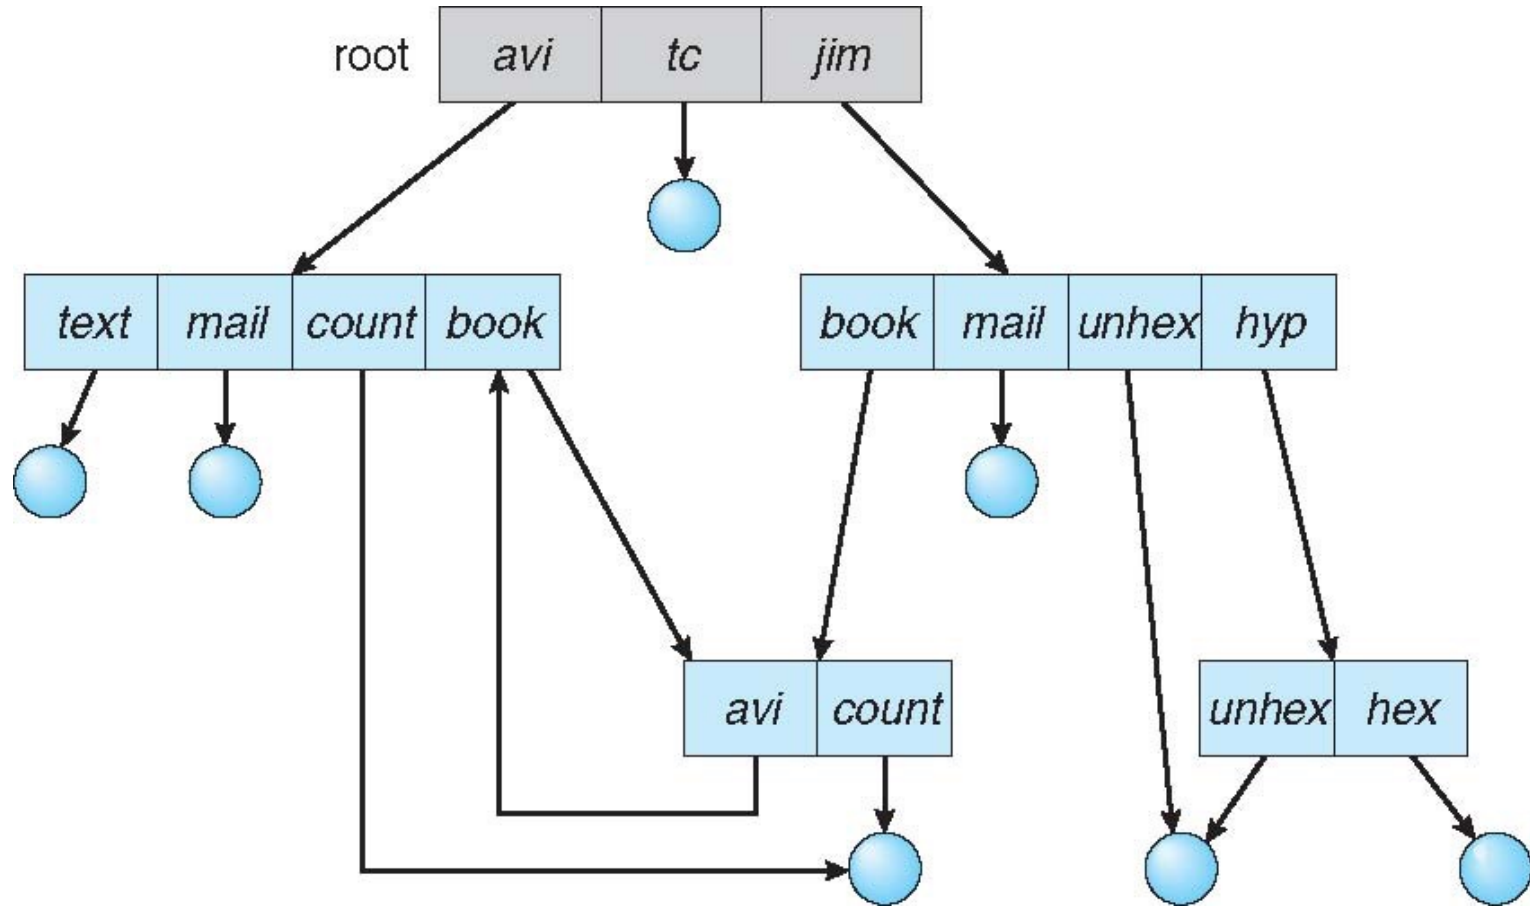 root avi tc jim
text mail count book
book mail unhex hyp
avi count
unhex hex